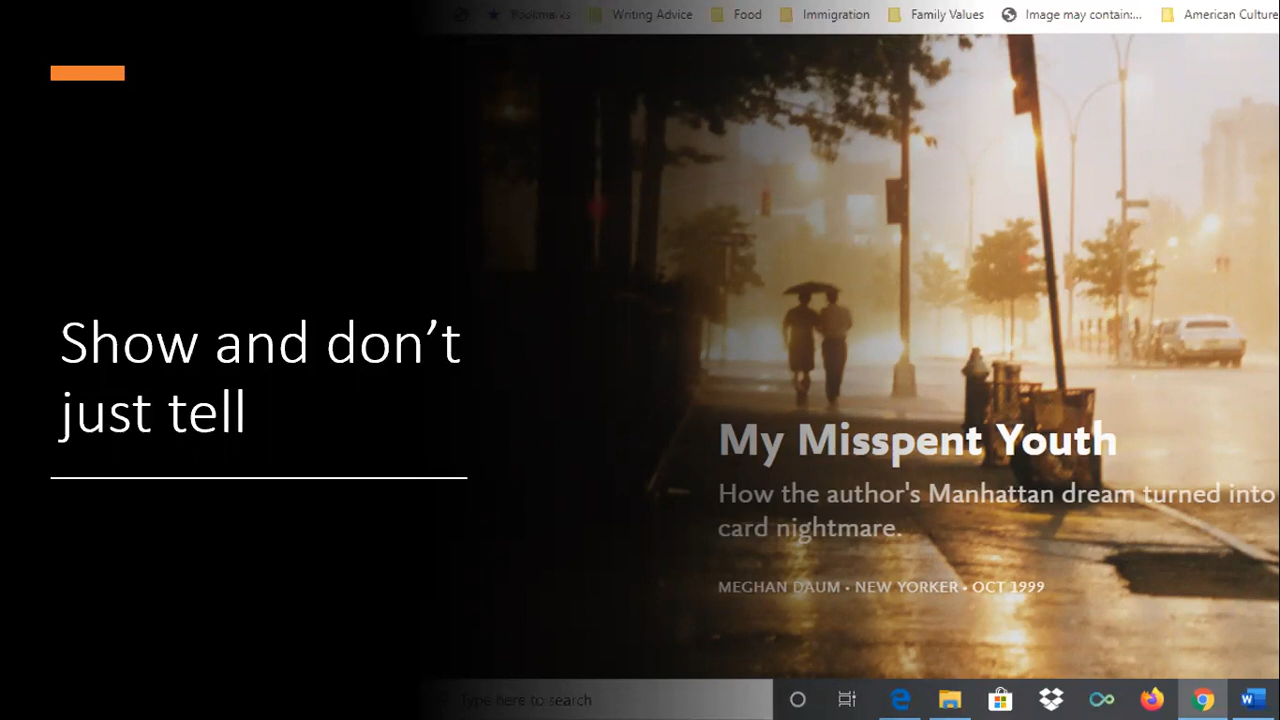 Bookmarks Writing Advice Food Immigration Family Values Image may contain:... American Culture
Show and don’t
just tell
My Misspent Youth
How the author's Manhattan dream turned into
card nightmare.
MEGHAN DAUM • NEW YORKER • OCT 1999
Type here to search